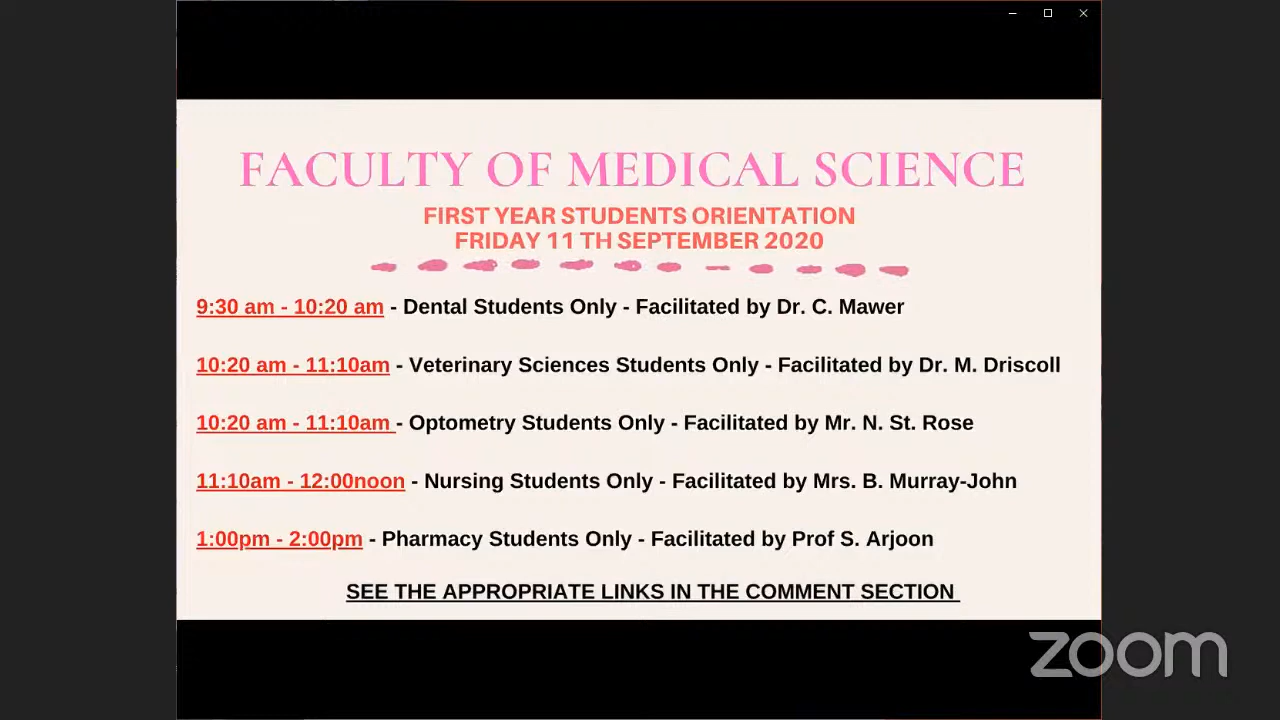 FACULTY OF MEDICAL SCIENCE
FIRST YEAR STUDENTS ORIENTATION
FRIDAY 11 TH SEPTEMBER 2020
9:30 am - 10:20 am - Dental Students Only - Facilitated by Dr. C. Mawer
10:20 am - 11:10am - Veterinary Sciences Students Only - Facilitated by Dr. M. Driscoll
10:20 am - 11:10am - Optometry Students Only - Facilitated by Mr. N. St. Rose
11:10am - 12:00noon - Nursing Students Only - Facilitated by Mrs. B. Murray-John
1:00pm - 2:00pm - Pharmacy Students Only - Facilitated by Prof S. Arjoon
SEE THE APPROPRIATE LINKS IN THE COMMENT SECTION
zoom